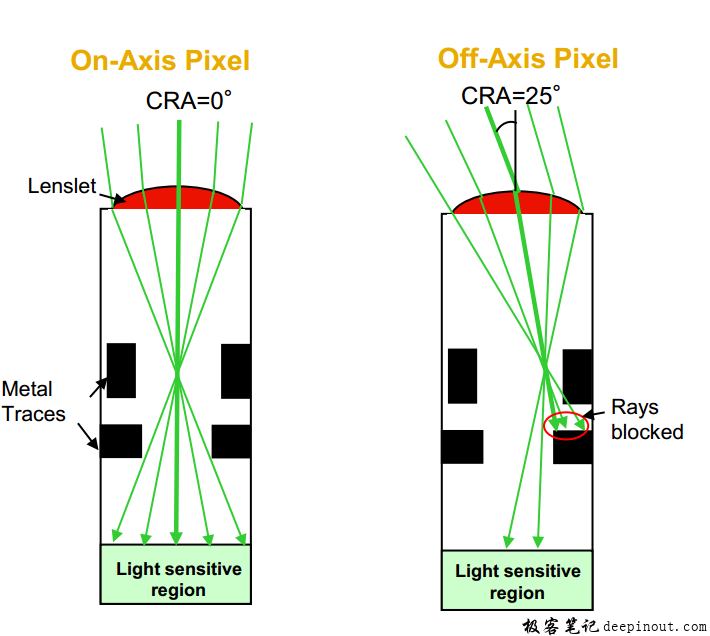 On-Axis Pixel
CRA=0°
Lenslet
Metal
Traces
Light sensitive
region
Off-Axis Pixel
CRA=25°
Rays
blocked
Light sensitive
region
极客笔记 deepinout.com